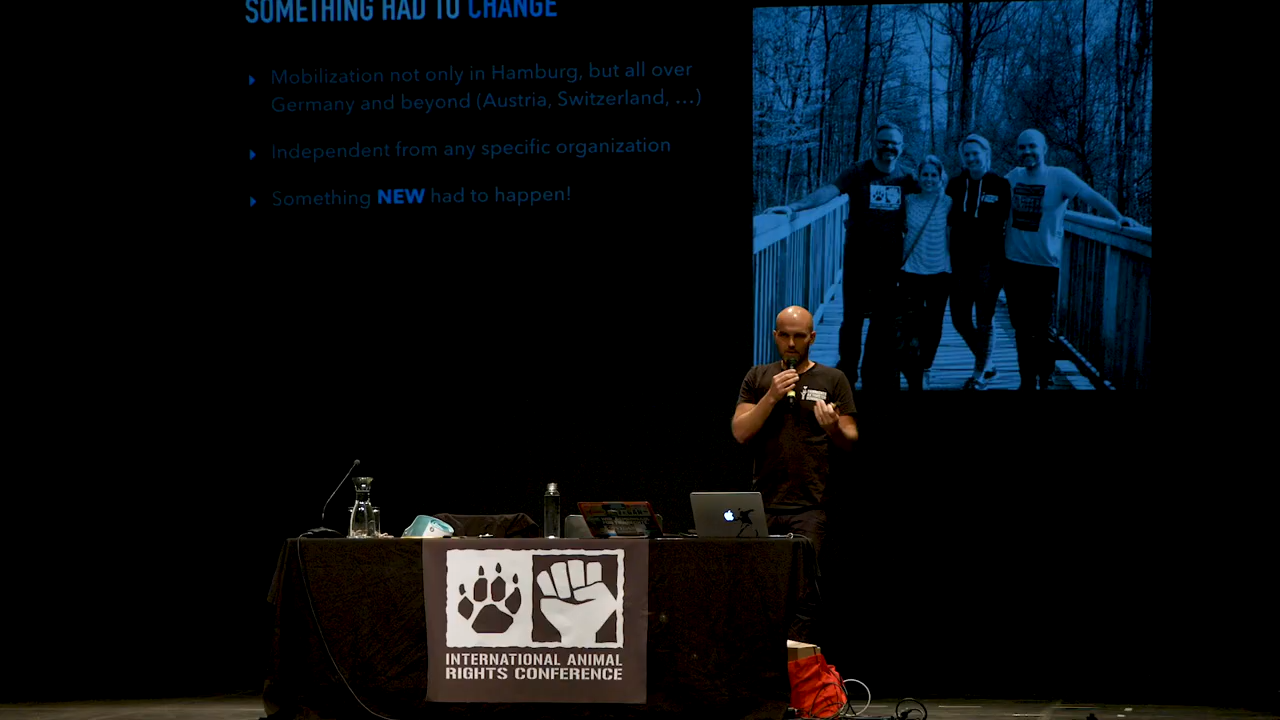 SOMETHING HAD TO CHANGE
Mobilization not only in Hamburg, but all over
Germany and beyond (Austria, Switzerland, ...)
Independent from any specific organization
Something NEW had to happen!
INTERNATIONAL ANIMAL
RIGHTS CONFERENCE